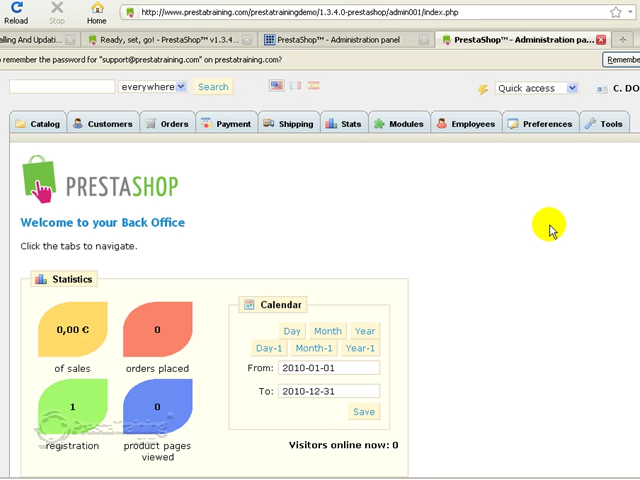 Reload Stop Home http://www.prestatraining.com/prestatrainingdemo/1.3.4.0-prestashop/admin001/index.php
alling And Updati... Ready, set, go! - PrestaShop™ v1.3.4... PrestaShop™ - Administration panel PrestaShop™ - Administration pa...
o remember the password for "support@prestatraining.com" on prestatraining.com? Remembe
everywhere Search Quick access C. DO
Catalog Customers Orders Payment Shipping Stats Modules Employees Preferences Tools
PRESTASHOP
Welcome to your Back Office
Click the tabs to navigate.
Statistics
0,00 €
of sales
0
orders placed
1
registration
0
product pages
viewed
Prestatraining
Calendar
Day Month Year
Day-1 Month-1 Year-1
From: 2010-01-01
To: 2010-12-31
Save
Visitors online now: 0